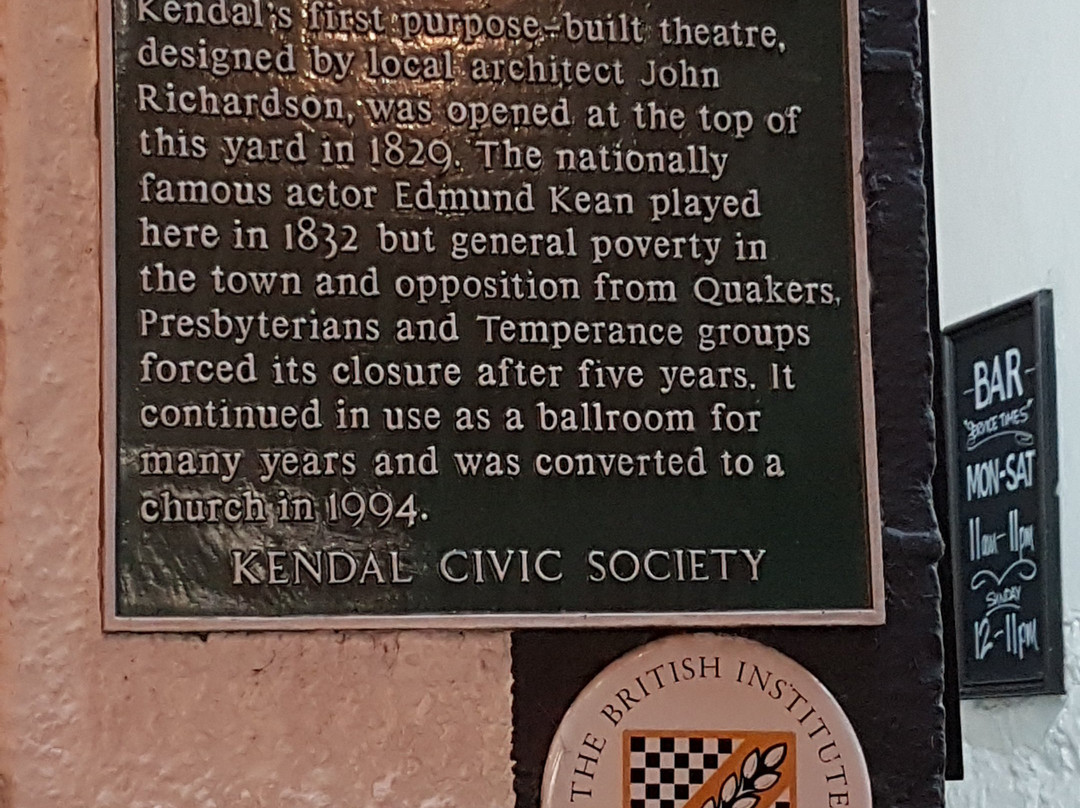 Kendal's first purpose-built theatre,
designed by local architect John
Richardson, was opened at the top of
this yard in 1829. The nationally
famous actor Edmund Kean played
here in 1832 but general poverty in
the town and opposition from Quakers,
Presbyterians and Temperance groups
forced its closure after five years. It
continued in use as a ballroom for
many years and was converted to a
church in 1994.
KENDAL CIVIC SOCIETY
THE BRITISH INSTITUTE
-BAR-
"SERVICE TIMES"
MON-SAT
11am-11pm
SUNDAY
12-11pm